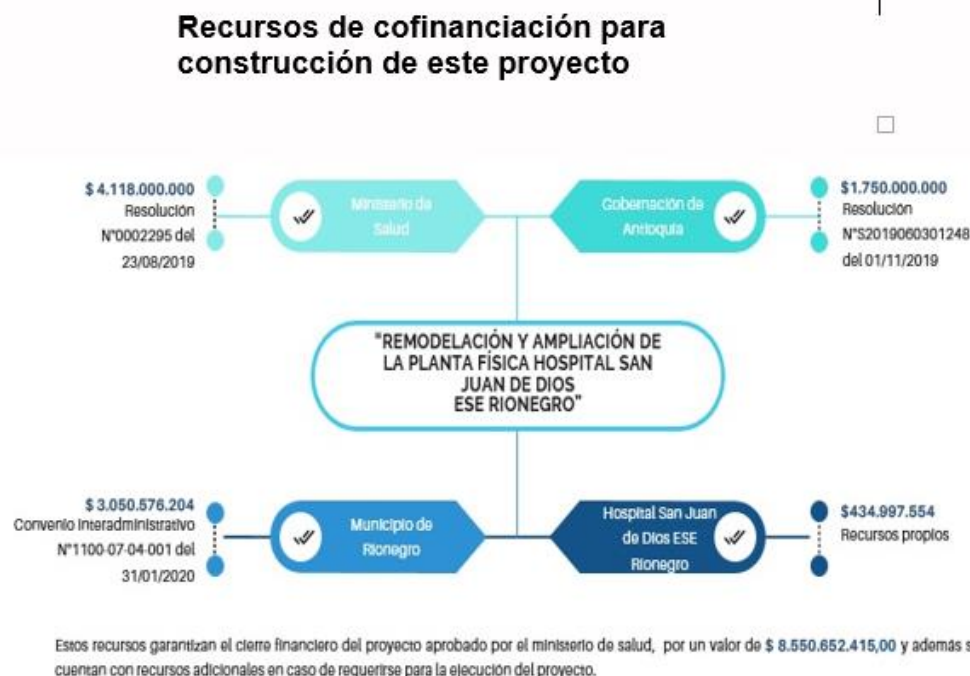 Recursos de cofinanciación para
construcción de este proyecto
$ 4.118.000.000
Resolución
N°0002295 del
23/08/2019
Ministerio de
Salud
Gobernación de
Antioquia
$1.750.000.000
Resolución
N°S2019060301248
del 01/11/2019
"REMODELACIÓN Y AMPLIACIÓN DE
LA PLANTA FÍSICA HOSPITAL SAN
JUAN DE DIOS
ESE RIONEGRO"
$ 3.050.576.204
Convenio Interadministrativo
N°1100-07-04-001 del
31/01/2020
Municipio de
Rionegro
Hospital San Juan
de Dios ESE
Rionegro
$434.997.554
Recursos propios
Estos recursos garantizan el cierre financiero del proyecto aprobado por el ministerio de salud, por un valor de $ 8.550.652.415,00 y además s
cuentan con recursos adicionales en caso de requerirse para la ejecución del proyecto.